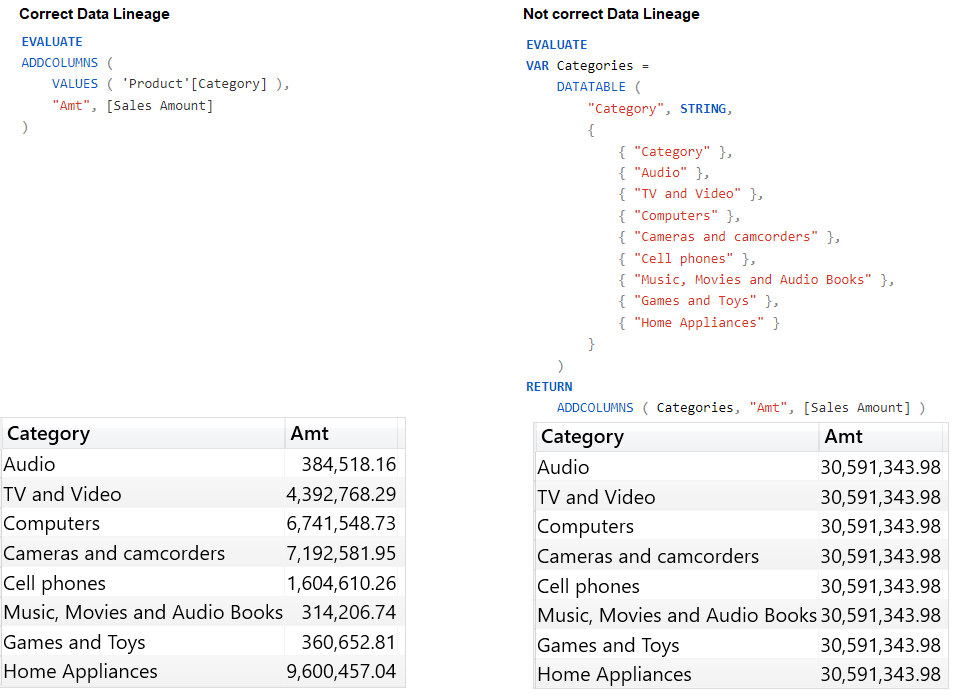 Correct Data Lineage
EVALUATE
ADDCOLUMNS (
VALUES ( 'Product'[Category] ),
"Amt", [Sales Amount]
)
Category Amt
Audio 384,518.16
TV and Video 4,392,768.29
Computers 6,741,548.73
Cameras and camcorders 7,192,581.95
Cell phones 1,604,610.26
Music, Movies and Audio Books 314,206.74
Games and Toys 360,652.81
Home Appliances 9,600,457.04
Not correct Data Lineage
EVALUATE
VAR Categories =
DATATABLE (
"Category", STRING,
{
{ "Category" },
{ "Audio" },
{ "TV and Video" },
{ "Computers" },
{ "Cameras and camcorders" },
{ "Cell phones" },
{ "Music, Movies and Audio Books" },
{ "Games and Toys" },
{ "Home Appliances" }
}
)
RETURN
ADDCOLUMNS ( Categories, "Amt", [Sales Amount] )
Category Amt
Audio 30,591,343.98
TV and Video 30,591,343.98
Computers 30,591,343.98
Cameras and camcorders 30,591,343.98
Cell phones 30,591,343.98
Music, Movies and Audio Books 30,591,343.98
Games and Toys 30,591,343.98
Home Appliances 30,591,343.98